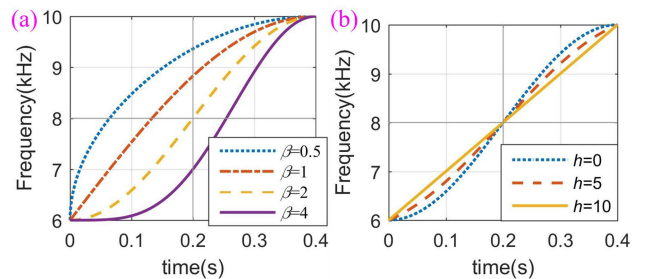 (a)
Frequency(kHz)
10
9
8
7
6
0
0.1
0.2
0.3
0.4
time(s)
β=0.5
β=1
β=2
β=4
(b)
Frequency(kHz)
10
9
8
7
6
0
0.1
0.2
0.3
0.4
time(s)
h=0
h=5
h=10